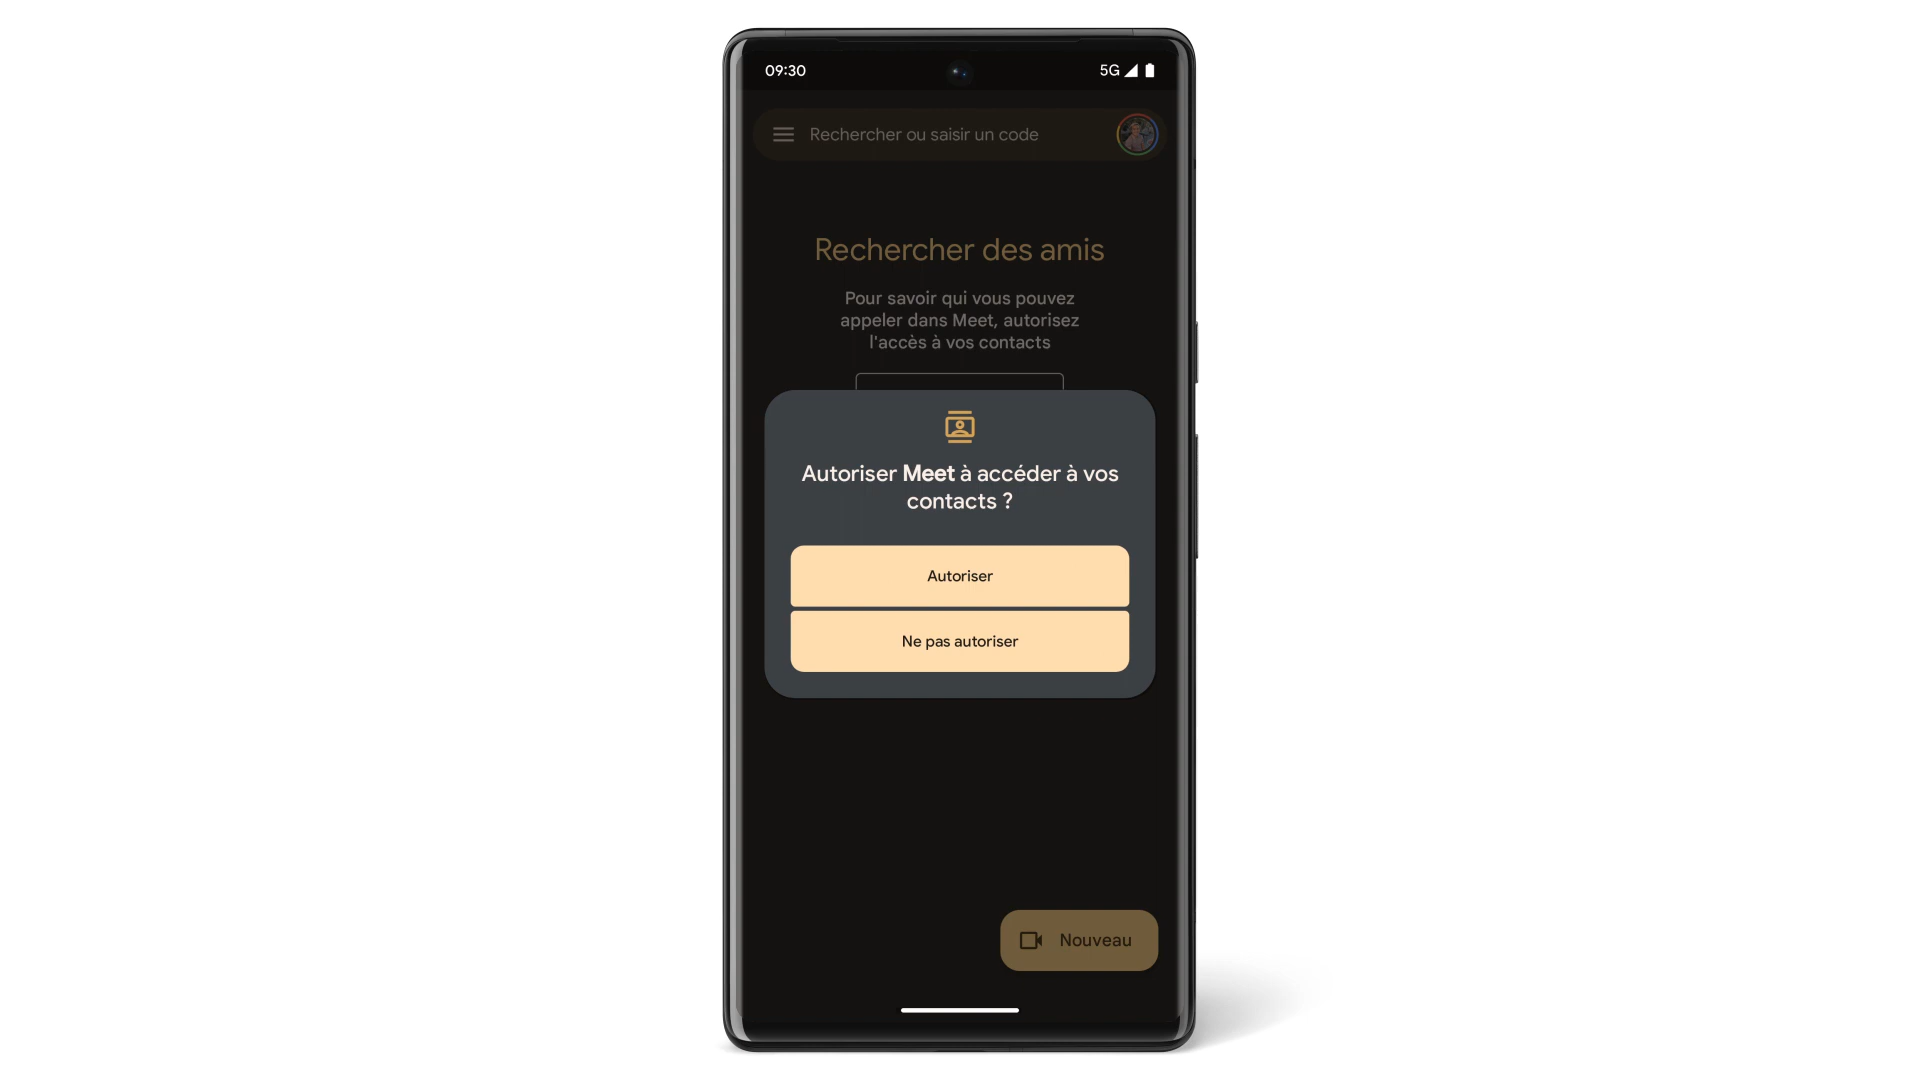 09:30
5G
Rechercher ou saisir un code
Rechercher des amis
Pour savoir qui vous pouvez
appeler dans Meet, autorisez
l'accès à vos contacts
Autoriser Meet à accéder à vos
contacts ?
Autoriser
Ne pas autoriser
Nouveau